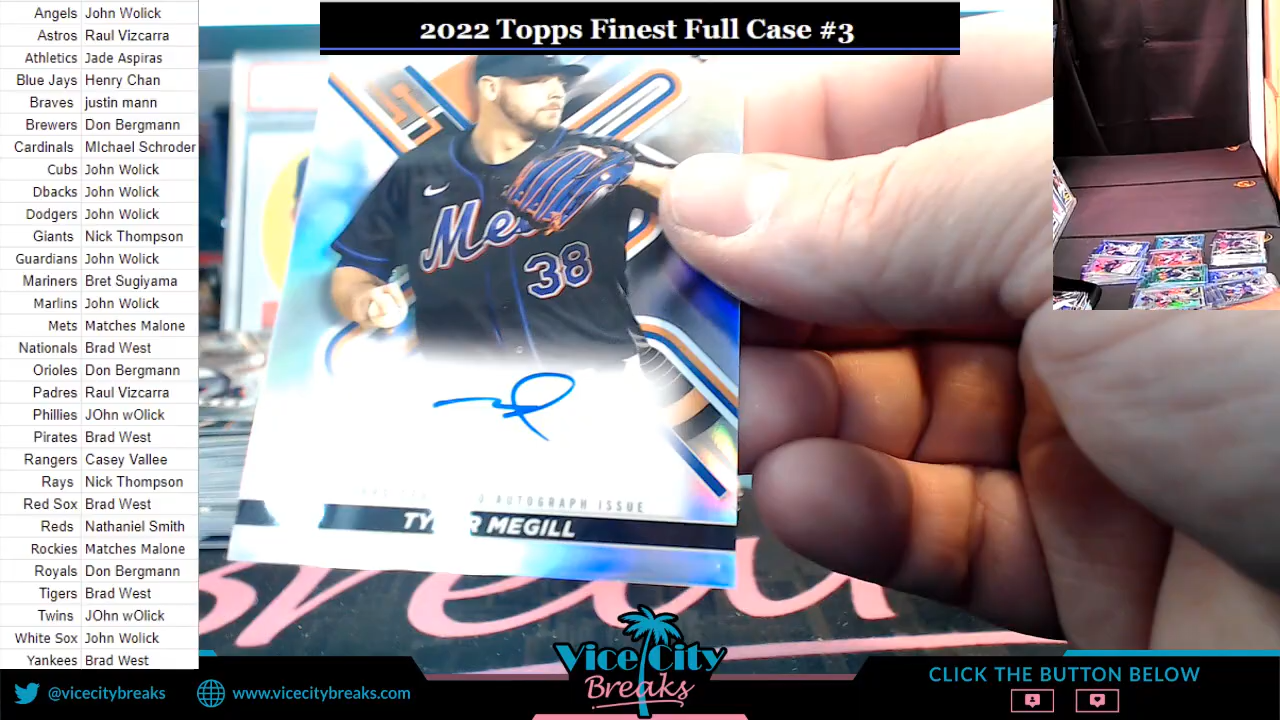 2022 Topps Finest Full Case #3
Angels John Wolick
Astros Raul Vizcarra
Athletics Jade Aspiras
Blue Jays Henry Chan
Braves justin mann
Brewers Don Bergmann
Cardinals MIchael Schroder
Cubs John Wolick
Dbacks John Wolick
Dodgers John Wolick
Giants Nick Thompson
Guardians John Wolick
Mariners Bret Sugiyama
Marlins John Wolick
Mets Matches Malone
Nationals Brad West
Orioles Don Bergmann
Padres Raul Vizcarra
Phillies JOhn wOlick
Pirates Brad West
Rangers Casey Vallee
Rays Nick Thompson
Red Sox Brad West
Reds Nathaniel Smith
Rockies Matches Malone
Royals Don Bergmann
Tigers Brad West
Twins JOhn wOlick
White Sox John Wolick
Yankees Brad West
38
AUTOGRAPH ISSUE
MEGILL
Vice City
Breaks
@vicecitybreaks
www.vicecitybreaks.com
CLICK THE BUTTON BELOW